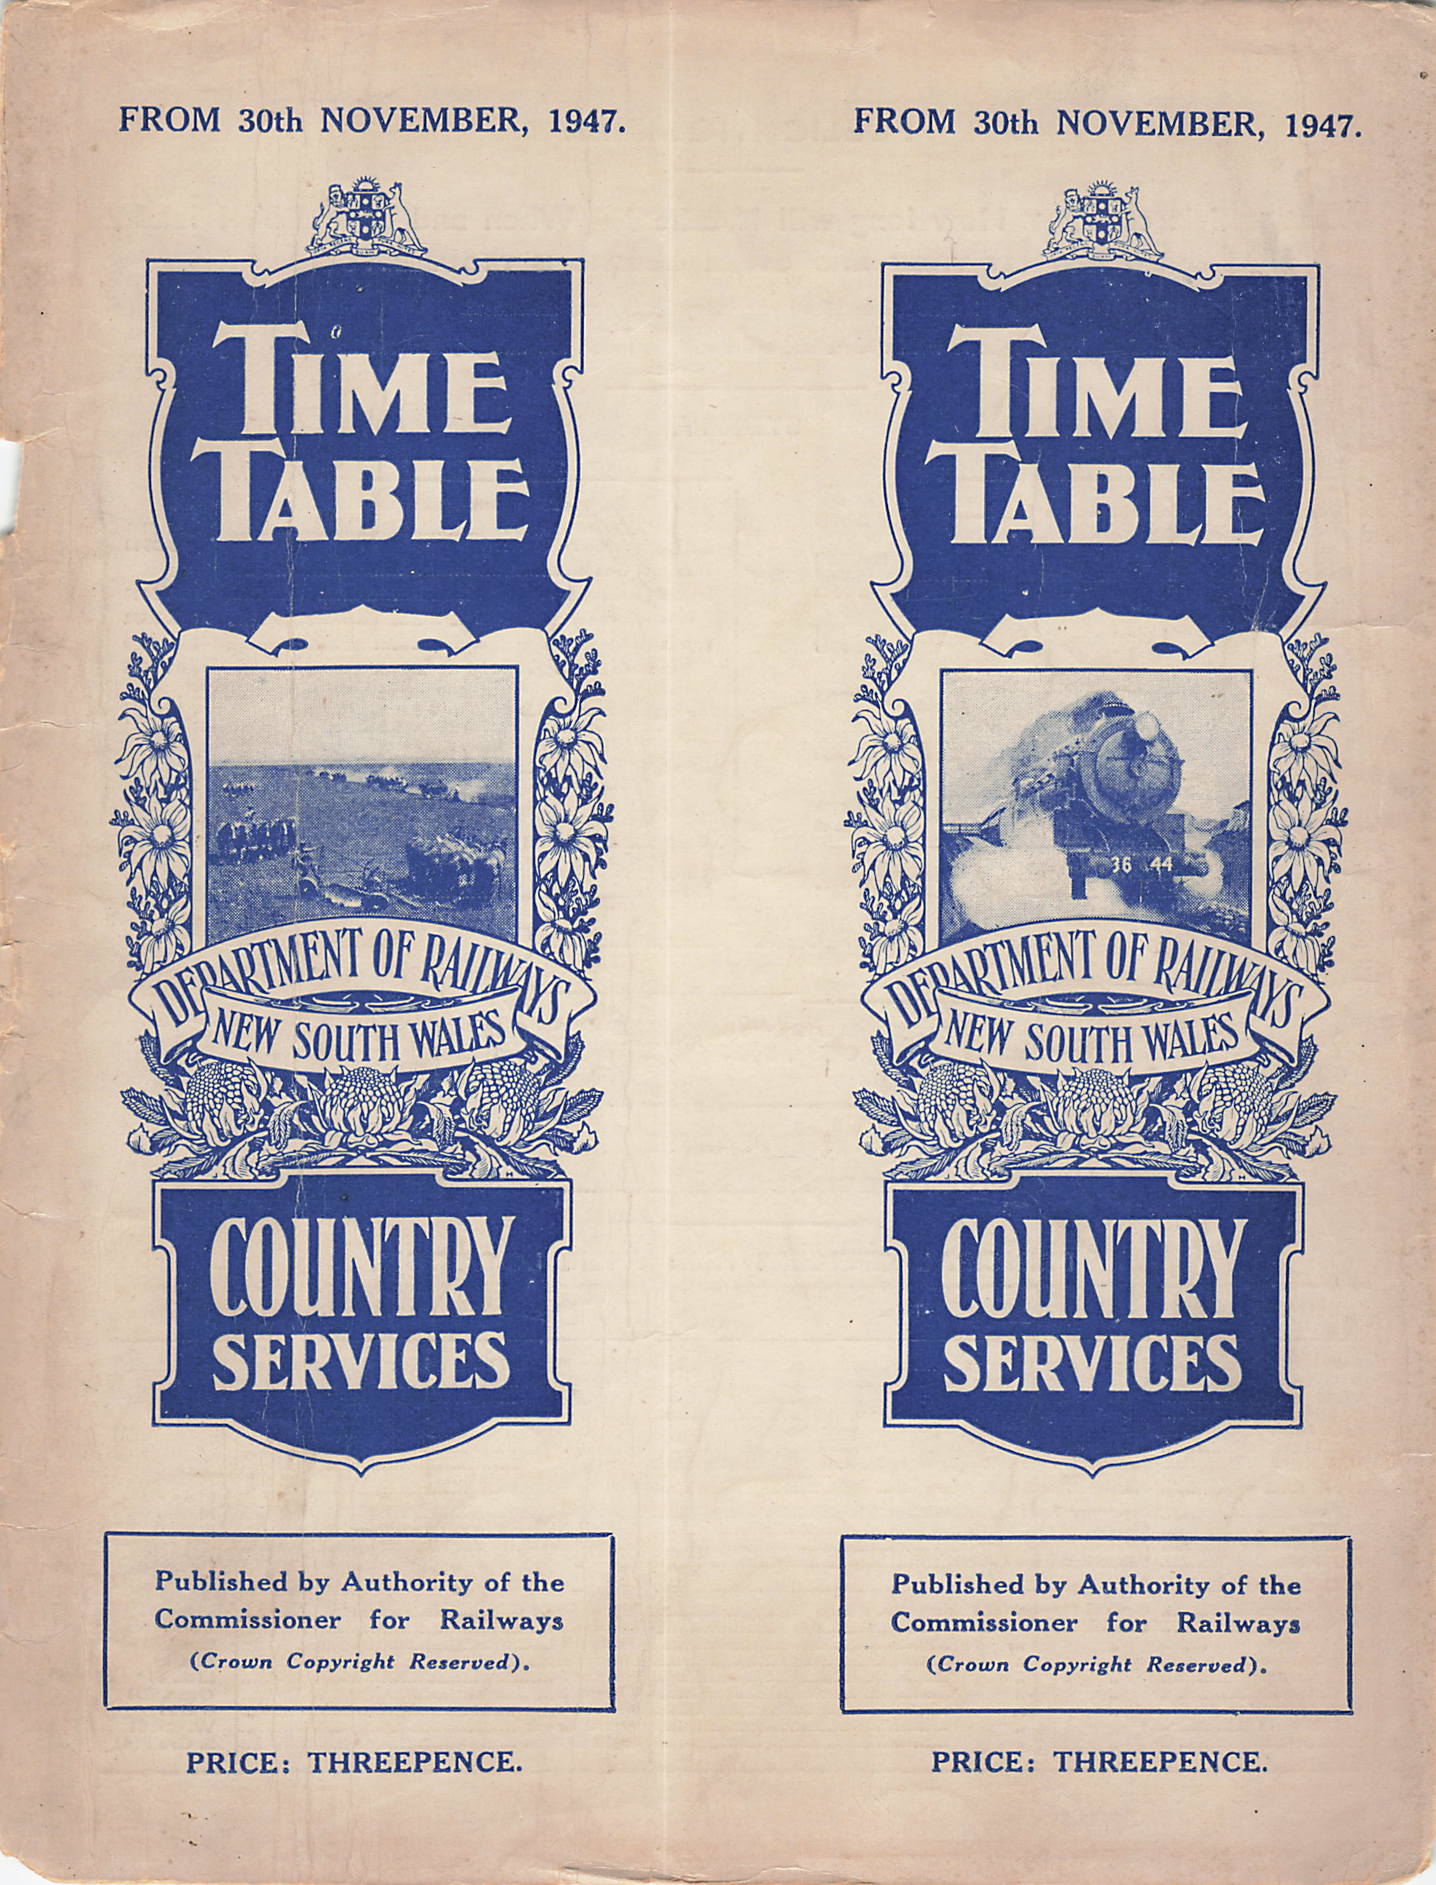 FROM 30th NOVEMBER, 1947.
TIME
TABLE
DEPARTMENT OF RAILWAYS
NEW SOUTH WALES
COUNTRY
SERVICES
Published by Authority of the
Commissioner for Railways
(Crown Copyright Reserved).
PRICE: THREEPENCE.
FROM 30th NOVEMBER, 1947.
TIME
TABLE
36 44
DEPARTMENT OF RAILWAYS
NEW SOUTH WALES
COUNTRY
SERVICES
Published by Authority of the
Commissioner for Railways
(Crown Copyright Reserved).
PRICE: THREEPENCE.